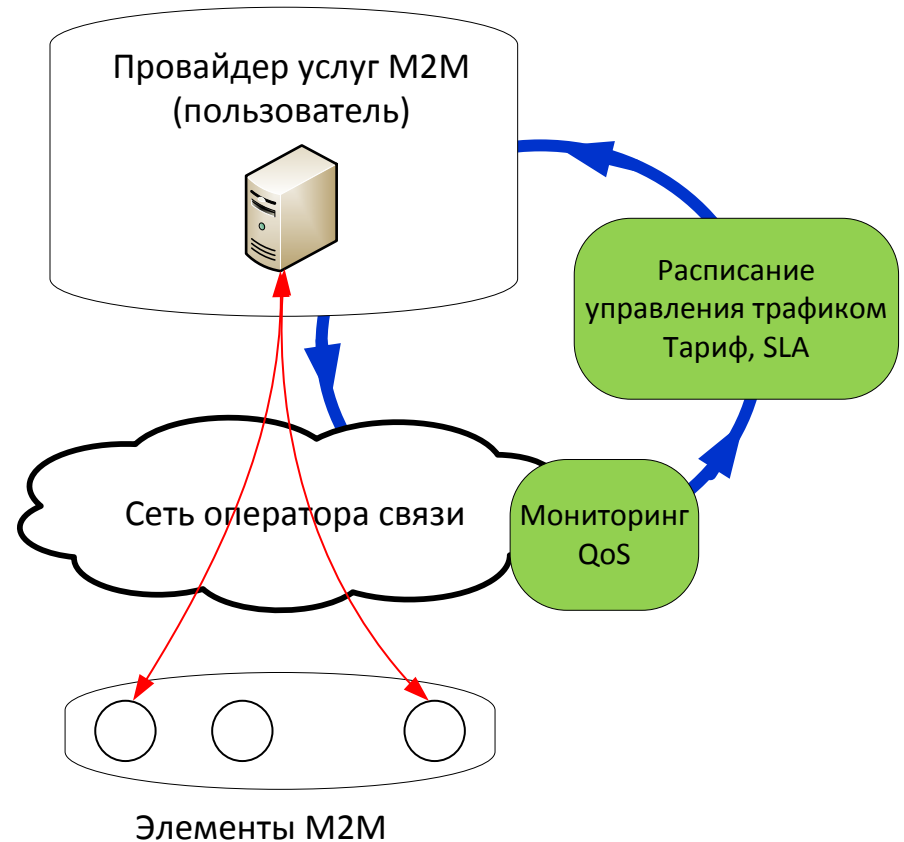 Провайдер услуг M2M
(пользователь)
Расписание
управления трафиком
Тариф, SLA
Сеть оператора связи
Мониторинг
QoS
Элементы M2M